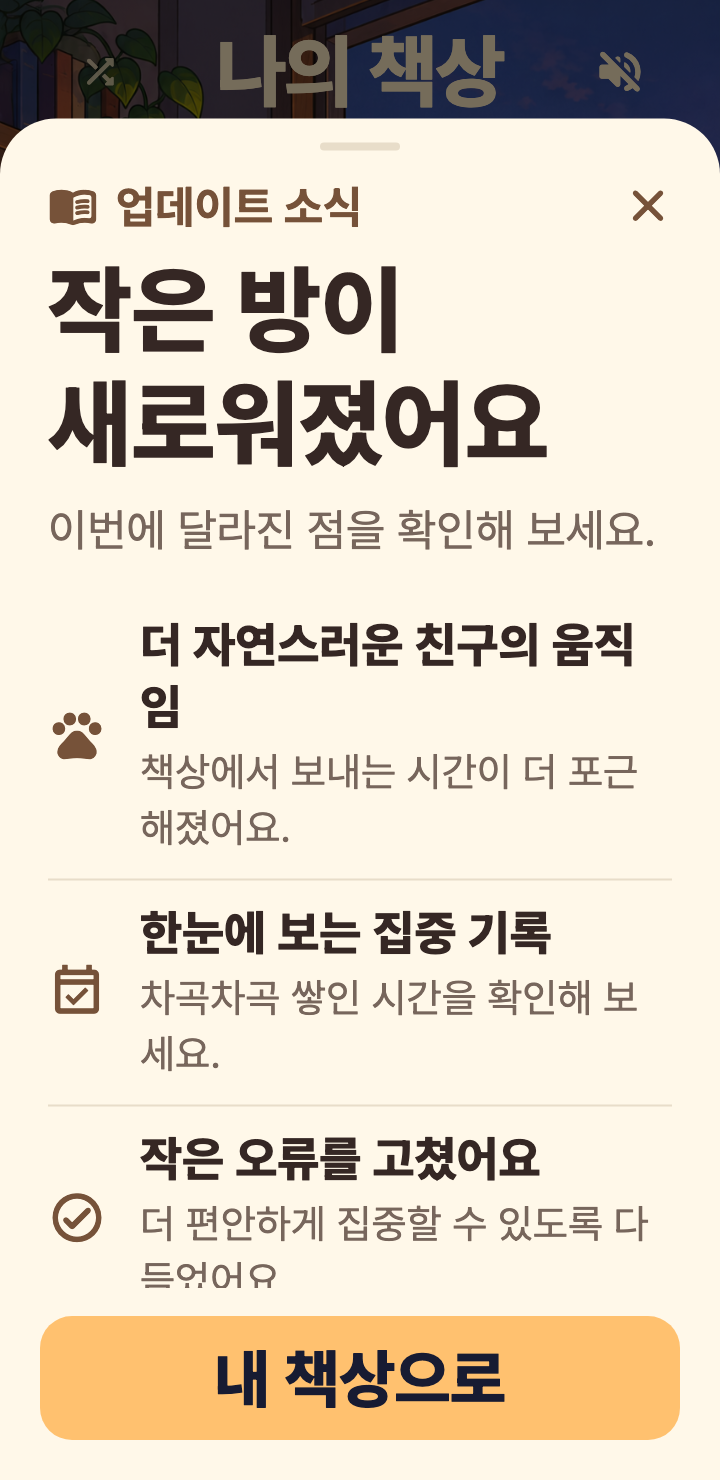 나의 책상
업데이트 소식
작은 방이
새로워졌어요
이번에 달라진 점을 확인해 보세요.
더 자연스러운 친구의 움직
임
책상에서 보내는 시간이 더 포근
해졌어요.
한눈에 보는 집중 기록
차곡차곡 쌓인 시간을 확인해 보
세요.
작은 오류를 고쳤어요
더 편안하게 집중할 수 있도록 다
듬었어요
내 책상으로